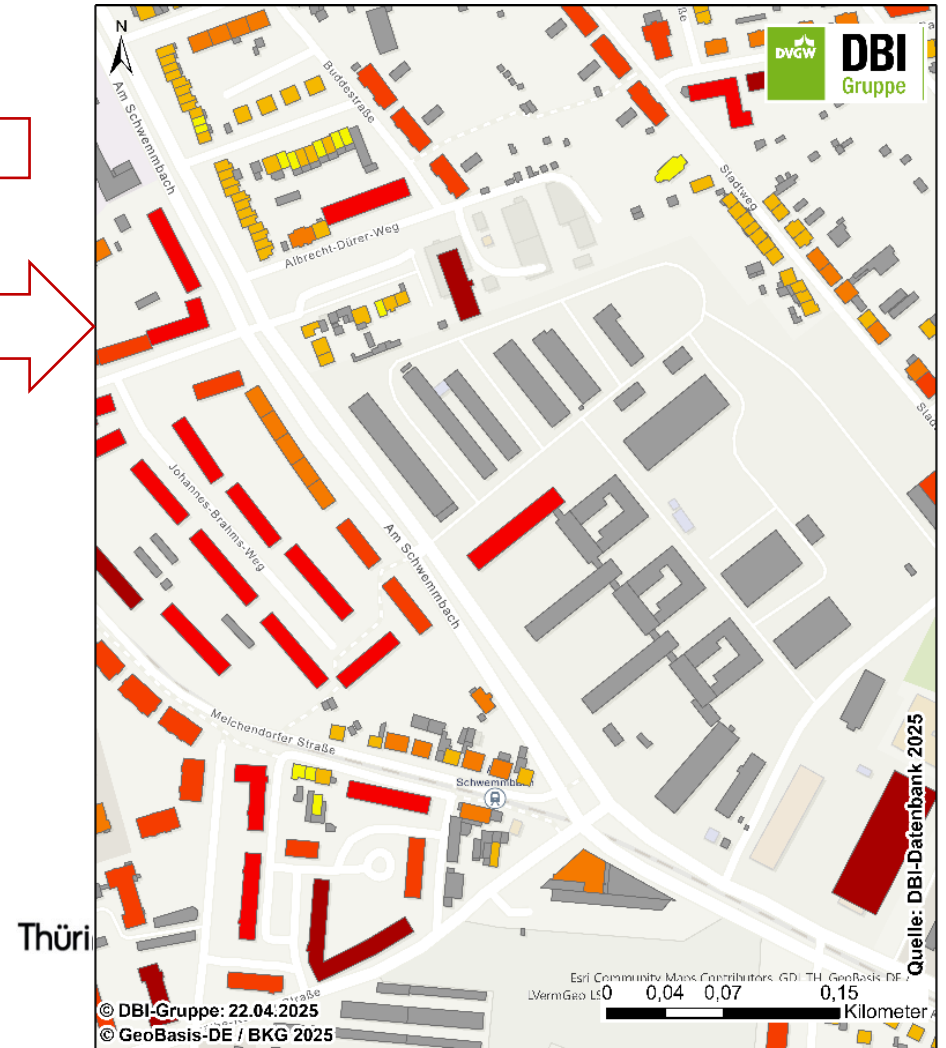 N
DVGW
DBI
Gruppe
Am Schwemmbach
Buddestraße
Stadtweg
Albrecht-Dürer-Weg
Johannes-Brahms-Weg
Am Schwemmbach
Melchendorfer Straße
Schwemmbach
Thüri
Quelle: DBI-Datenbank 2025
Esri Community Maps Contributors, GDI-TH, GeoBasis-DE /
LVermGeo LS
0 0,04 0,07 0,15
Kilometer
Straße
© DBI-Gruppe: 22.04.2025
© GeoBasis-DE / BKG 2025